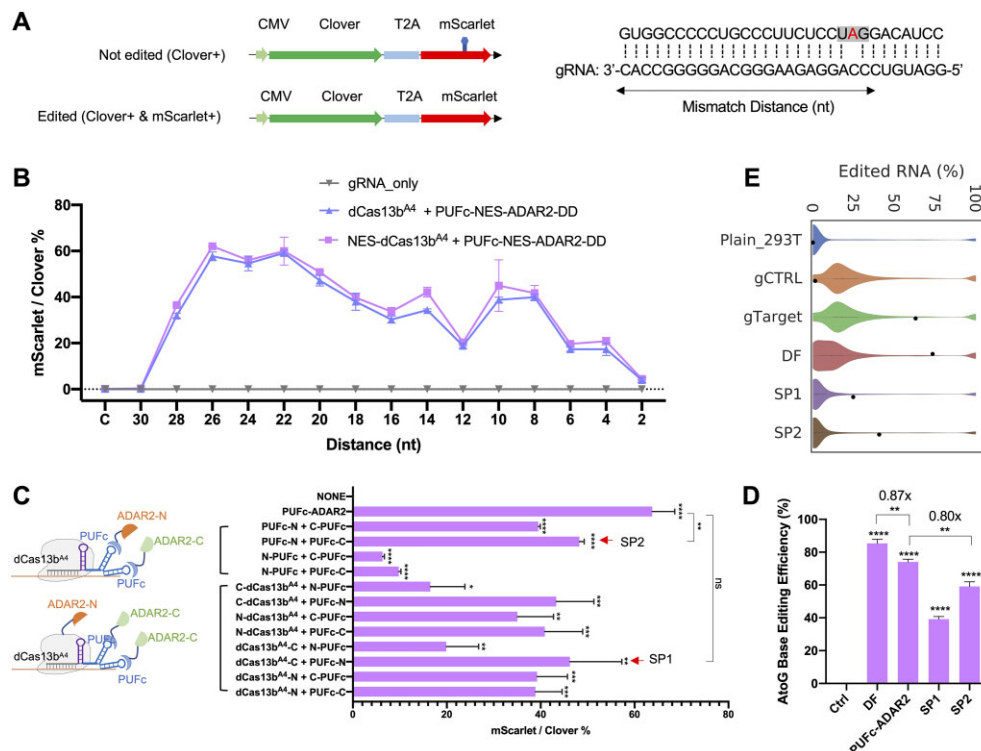 A
CMV Clover T2A mScarlet
Not edited (Clover+)
CMV Clover T2A mScarlet
Edited (Clover+ & mScarlet+)
GUGGCCCCCUGCCCUUCUCCUAGGACAUCC
gRNA: 3'-CACCGGGGGACGGGAAGAGGACCCUGUAGG-5'
Mismatch Distance (nt)
B
gRNA_only
dCas13b^A4 + PUFc-NES-ADAR2-DD
NES-dCas13b^A4 + PUFc-NES-ADAR2-DD
mScarlet / Clover %
80
60
40
20
0
C 30 28 26 24 22 20 18 16 14 12 10 8 6 4 2
Distance (nt)
E
Edited RNA (%)
0 25 50 75 100
Plain_293T
gCTRL
gTarget
DF
SP1
SP2
C
ADAR2-N
PUFc
ADAR2-C
dCas13b^A4
PUFc
ADAR2-N
ADAR2-C
PUFc
ADAR2-C
dCas13b^A4
PUFc
NONE
PUFc-ADAR2 ****
PUFc-N + C-PUFc ****
PUFc-N + PUFc-C **** SP2
N-PUFc + C-PUFc ****
N-PUFc + PUFc-C ****
C-dCas13b^A4 + N-PUFc *
C-dCas13b^A4 + PUFc-N ***
N-dCas13b^A4 + C-PUFc **
N-dCas13b^A4 + PUFc-C ***
dCas13b^A4-C + N-PUFc **
dCas13b^A4-C + PUFc-N ** SP1
dCas13b^A4-N + C-PUFc ***
dCas13b^A4-N + PUFc-C ***
**
ns
0 20 40 60 80
mScarlet / Clover %
D
AtoG Base Editing Efficiency (%)
100
80
60
40
20
0
0.87x
**
0.80x
**
**** **** **** ****
Ctrl DF PUFc-ADAR2 SP1 SP2